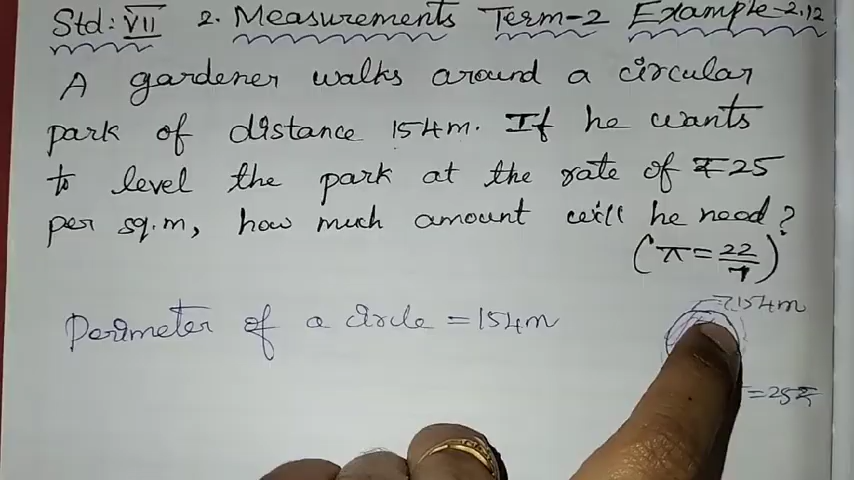 Std: VII 2. Measurements Term-2 Example-2.12
A gardener walks around a circular
park of distance 154m. If he wants
to level the park at the rate of ₹25
per sq.m, how much amount will he need?
(π = 22/7)
154m
Perimeter of a circle = 154m
= 25₹